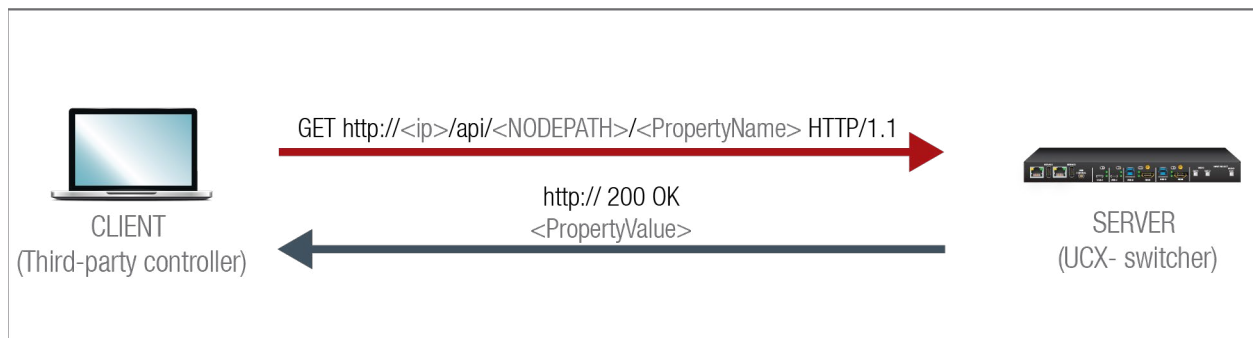 GET http://<ip>/api/<NODEPATH>/<PropertyName> HTTP/1.1
http:// 200 OK
<PropertyValue>
CLIENT
(Third-party controller)
SERVER
(UCX- switcher)